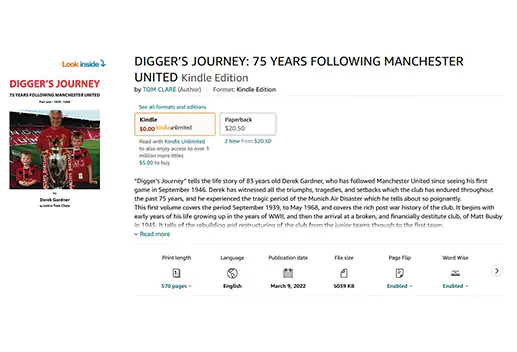 Look inside
DIGGER'S JOURNEY
75 YEARS FOLLOWING MANCHESTER UNITED
Part one : 1939 - 1968
by
Derek Gardner
as told to Tom Clare
DIGGER'S JOURNEY: 75 YEARS FOLLOWING MANCHESTER
UNITED Kindle Edition
by TOM CLARE (Author) Format: Kindle Edition
See all formats and editions
Kindle
$0.00 kindleunlimited
Read with Kindle Unlimited
to also enjoy access to over 1
million more titles
$5.00 to buy
Paperback
$20.50
2 New from $20.50
"Digger's Journey" tells the life story of 83 years old Derek Gardner, who has followed Manchester United since seeing his first
game in September 1946. Derek has witnessed all the triumphs, tragedies, and setbacks which the club has endured throughout
the past 75 years, and he experienced the tragic period of the Munich Air Disaster which he tells about so poignantly.
This first volume covers the period September 1939, to May 1968, and covers the rich post war history of the club. It begins with
early years of his life growing up in the years of WWII, and then the arrival at a broken, and financially destitute club, of Matt Busby
in 1945. It tells of the rebuilding and restructuring of the club from the junior teams through to the first team.
Read more
Print length
570 pages
Language
English
Publication date
March 9, 2022
File size
5039 KB
Page Flip
Enabled
Word Wise
Enabled